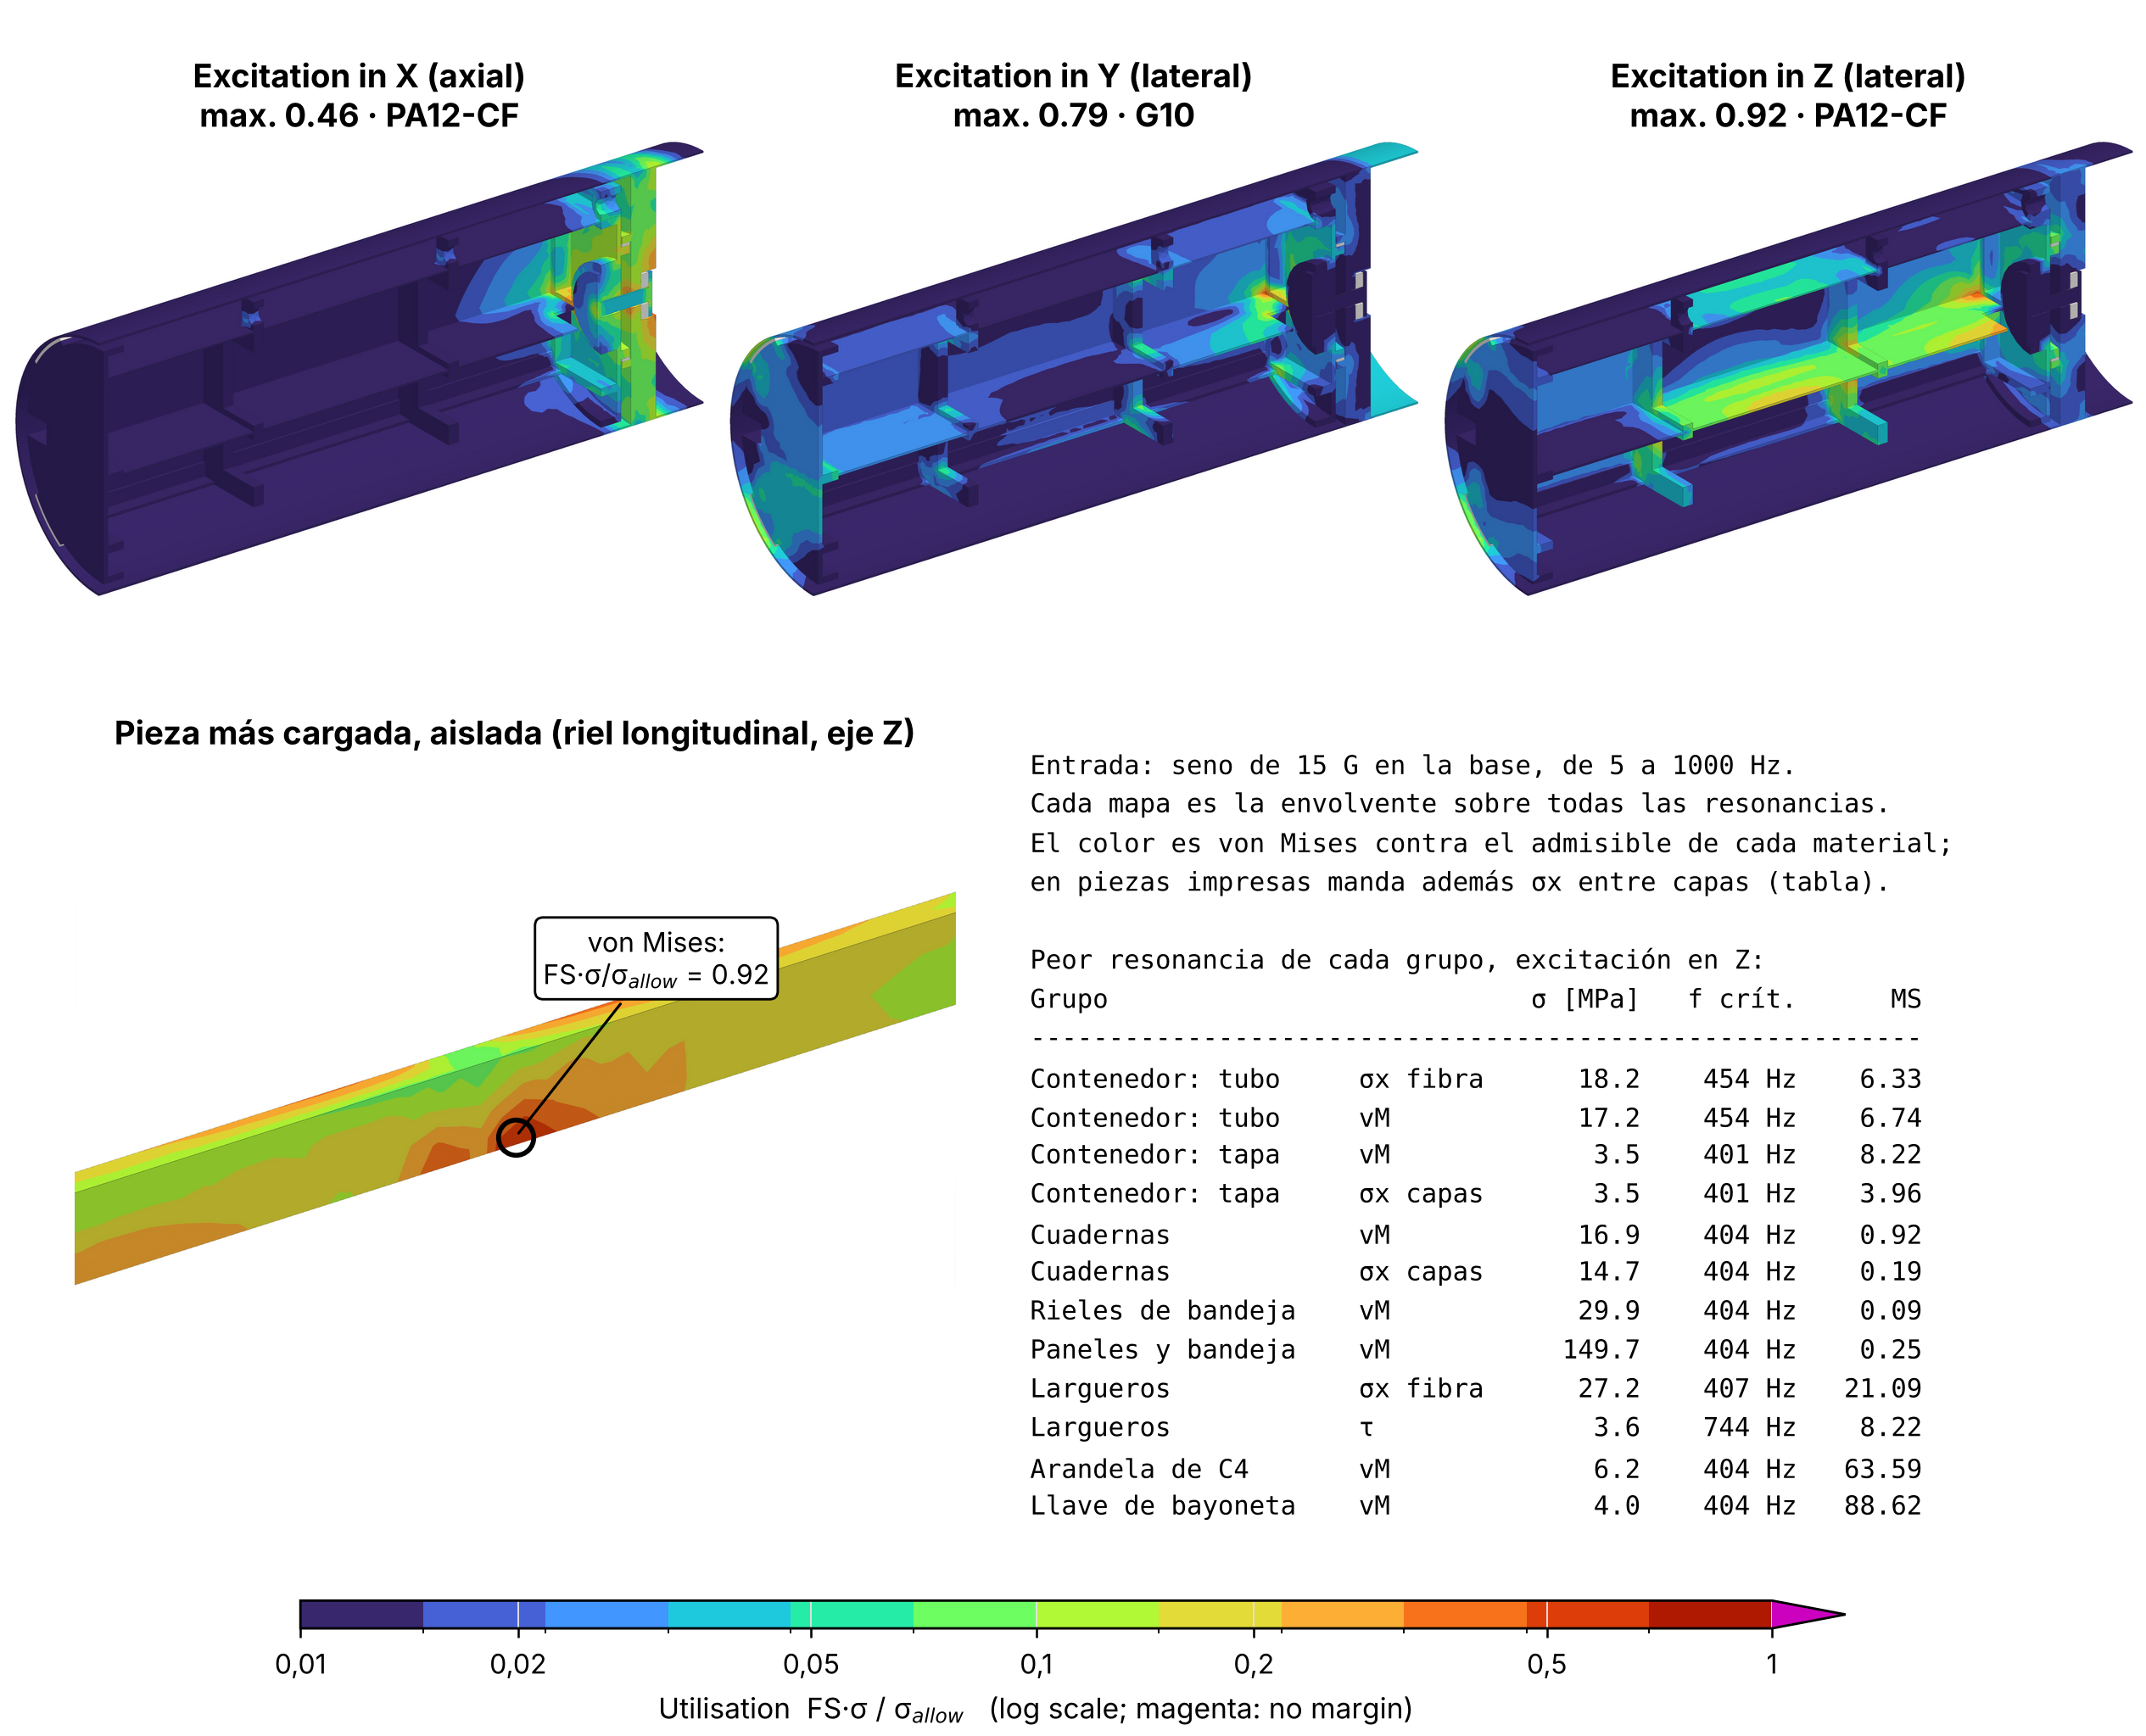 Excitation in X (axial)
max. 0.46 · PA12-CF
Excitation in Y (lateral)
max. 0.79 · G10
Excitation in Z (lateral)
max. 0.92 · PA12-CF
Pieza más cargada, aislada (riel longitudinal, eje Z)
von Mises:
FS·σ/σallow = 0.92
Entrada: seno de 15 G en la base, de 5 a 1000 Hz.
Cada mapa es la envolvente sobre todas las resonancias.
El color es von Mises contra el admisible de cada material;
en piezas impresas manda además σx entre capas (tabla).
Peor resonancia de cada grupo, excitación en Z:
Grupo σ [MPa] f crít. MS
---------------------------------------------------------
Contenedor: tubo σx fibra 18.2 454 Hz 6.33
Contenedor: tubo vM 17.2 454 Hz 6.74
Contenedor: tapa vM 3.5 401 Hz 8.22
Contenedor: tapa σx capas 3.5 401 Hz 3.96
Cuadernas vM 16.9 404 Hz 0.92
Cuadernas σx capas 14.7 404 Hz 0.19
Rieles de bandeja vM 29.9 404 Hz 0.09
Paneles y bandeja vM 149.7 404 Hz 0.25
Largueros σx fibra 27.2 407 Hz 21.09
Largueros τ 3.6 744 Hz 8.22
Arandela de C4 vM 6.2 404 Hz 63.59
Llave de bayoneta vM 4.0 404 Hz 88.62
0,01 0,02 0,05 0,1 0,2 0,5 1
Utilisation FS·σ / σallow (log scale; magenta: no margin)